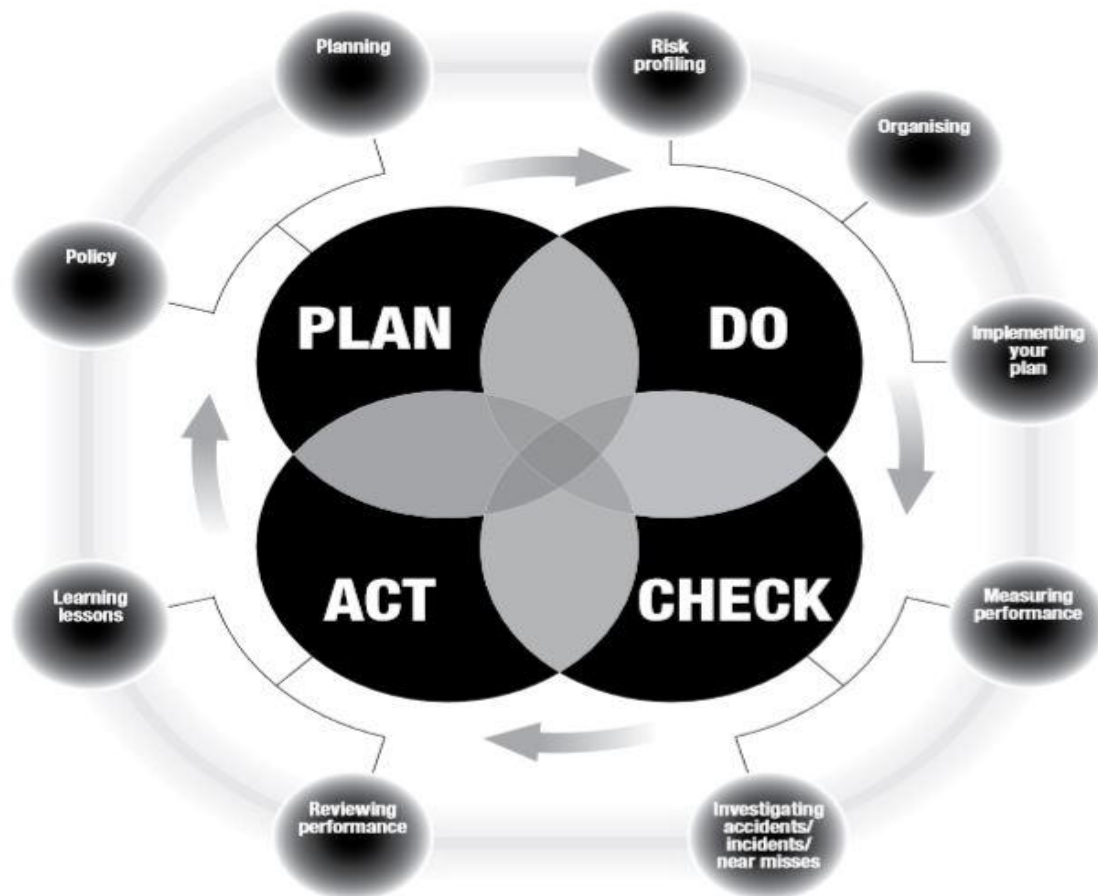 Planning
Risk
profiling
Organising
Policy
PLAN
DO
Implementing
your
plan
ACT
CHECK
Learning
lessons
Measuring
performance
Reviewing
performance
Investigating
accidents/
incidents/
near misses